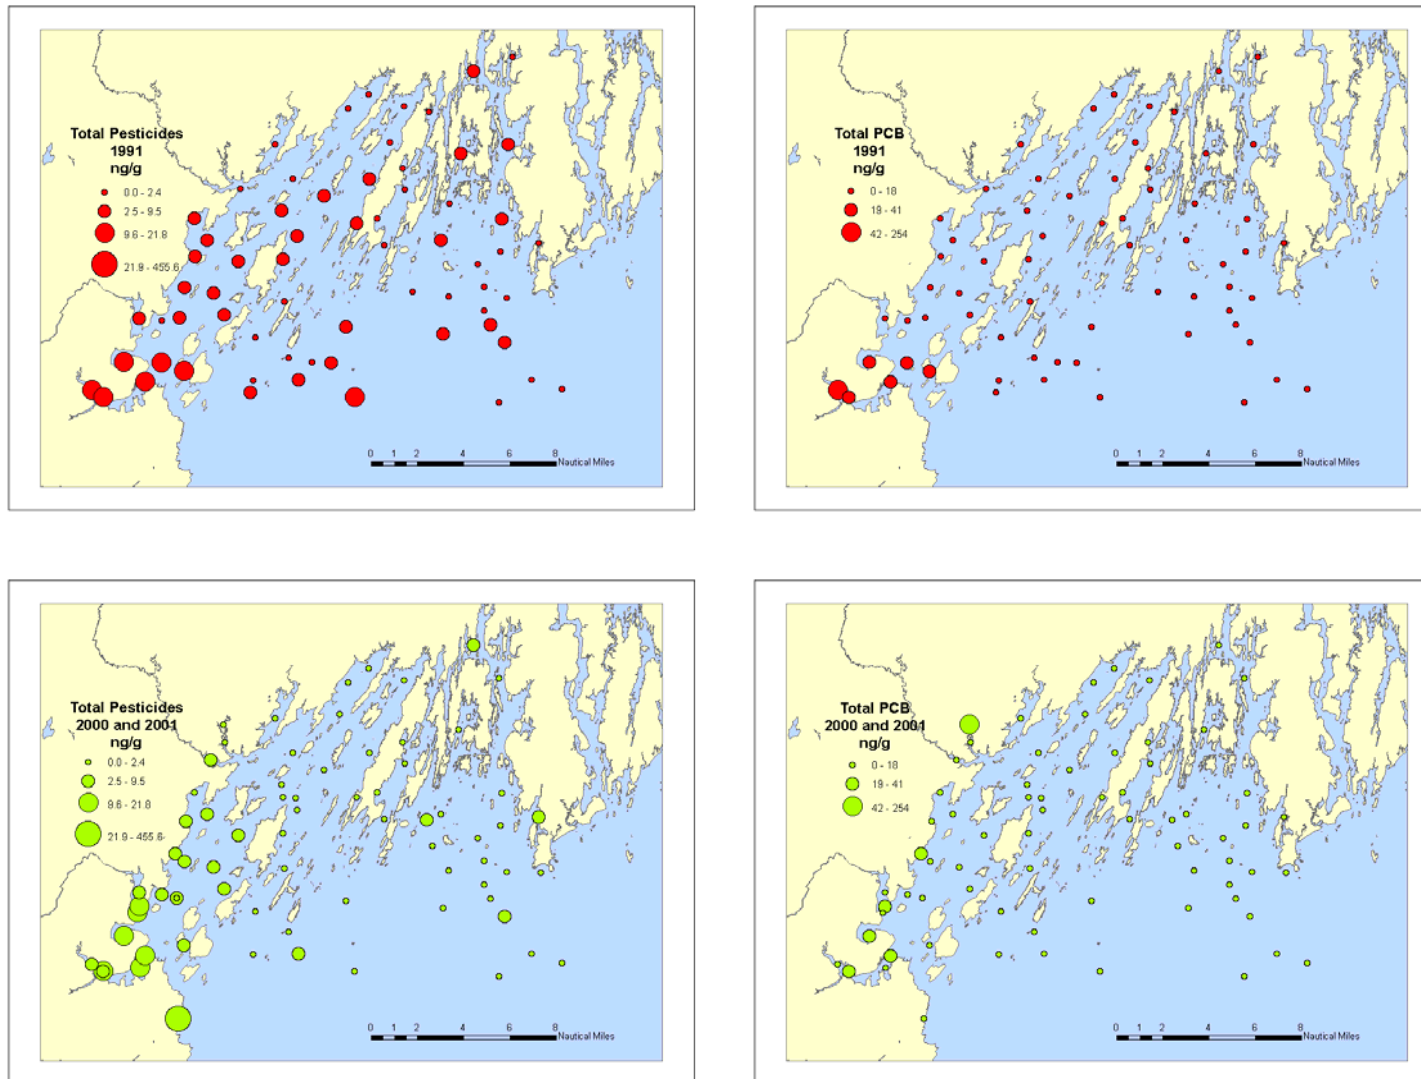 Total Pesticides
1991
ng/g
0.0 - 2.4
2.5 - 9.5
9.6 - 21.8
21.9 - 455.6
0 1 2 4 6 8
Nautical Miles
Total PCB
1991
ng/g
0 - 18
19 - 41
42 - 254
0 1 2 4 6 8
Nautical Miles
Total Pesticides
2000 and 2001
ng/g
0.0 - 2.4
2.5 - 9.5
9.6 - 21.8
21.9 - 455.6
0 1 2 4 6 8
Nautical Miles
Total PCB
2000 and 2001
ng/g
0 - 18
19 - 41
42 - 254
0 1 2 4 6 8
Nautical Miles